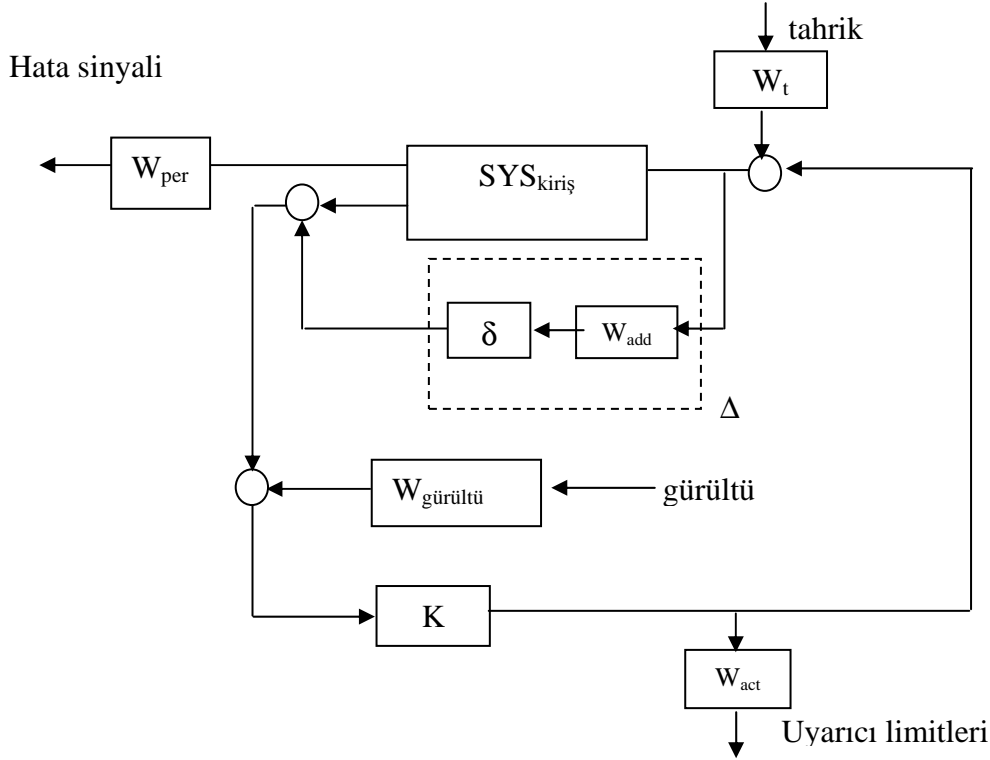 tahrik
Hata sinyali
Wt
Wper
SYSkiriş
δ
Wadd
Δ
Wgürültü
gürültü
K
Wact
Uyarıcı limitleri